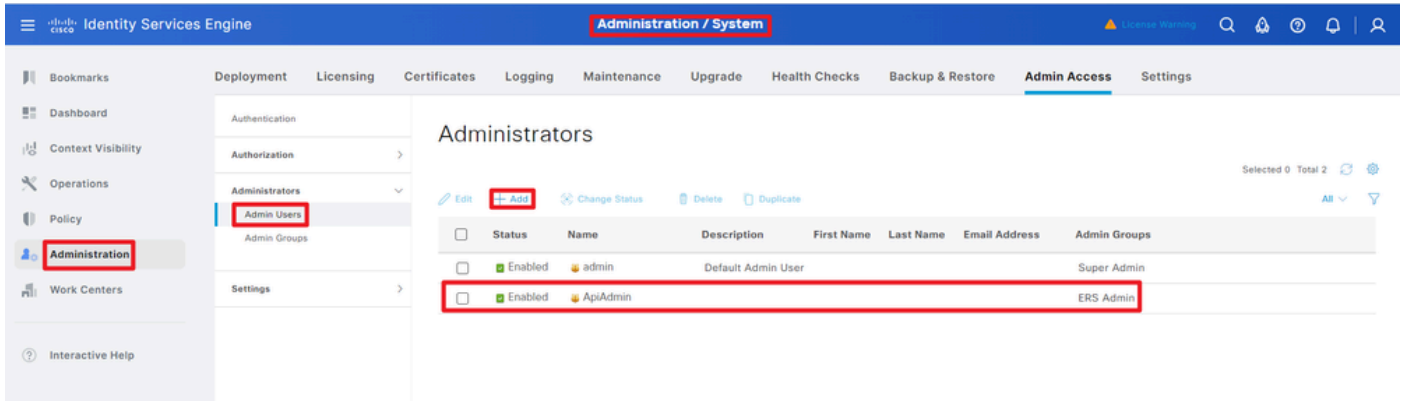 cisco Identity Services Engine
Administration / System
License Warning
Bookmarks
Dashboard
Context Visibility
Operations
Policy
Administration
Work Centers
Interactive Help
Deployment Licensing Certificates Logging Maintenance Upgrade Health Checks Backup & Restore Admin Access Settings
Authentication
Authorization
Administrators
Admin Users
Admin Groups
Settings
Administrators
Selected 0 Total 2
Edit Add Change Status Delete Duplicate
All
Status Name Description First Name Last Name Email Address Admin Groups
Enabled admin Default Admin User Super Admin
Enabled ApiAdmin ERS Admin